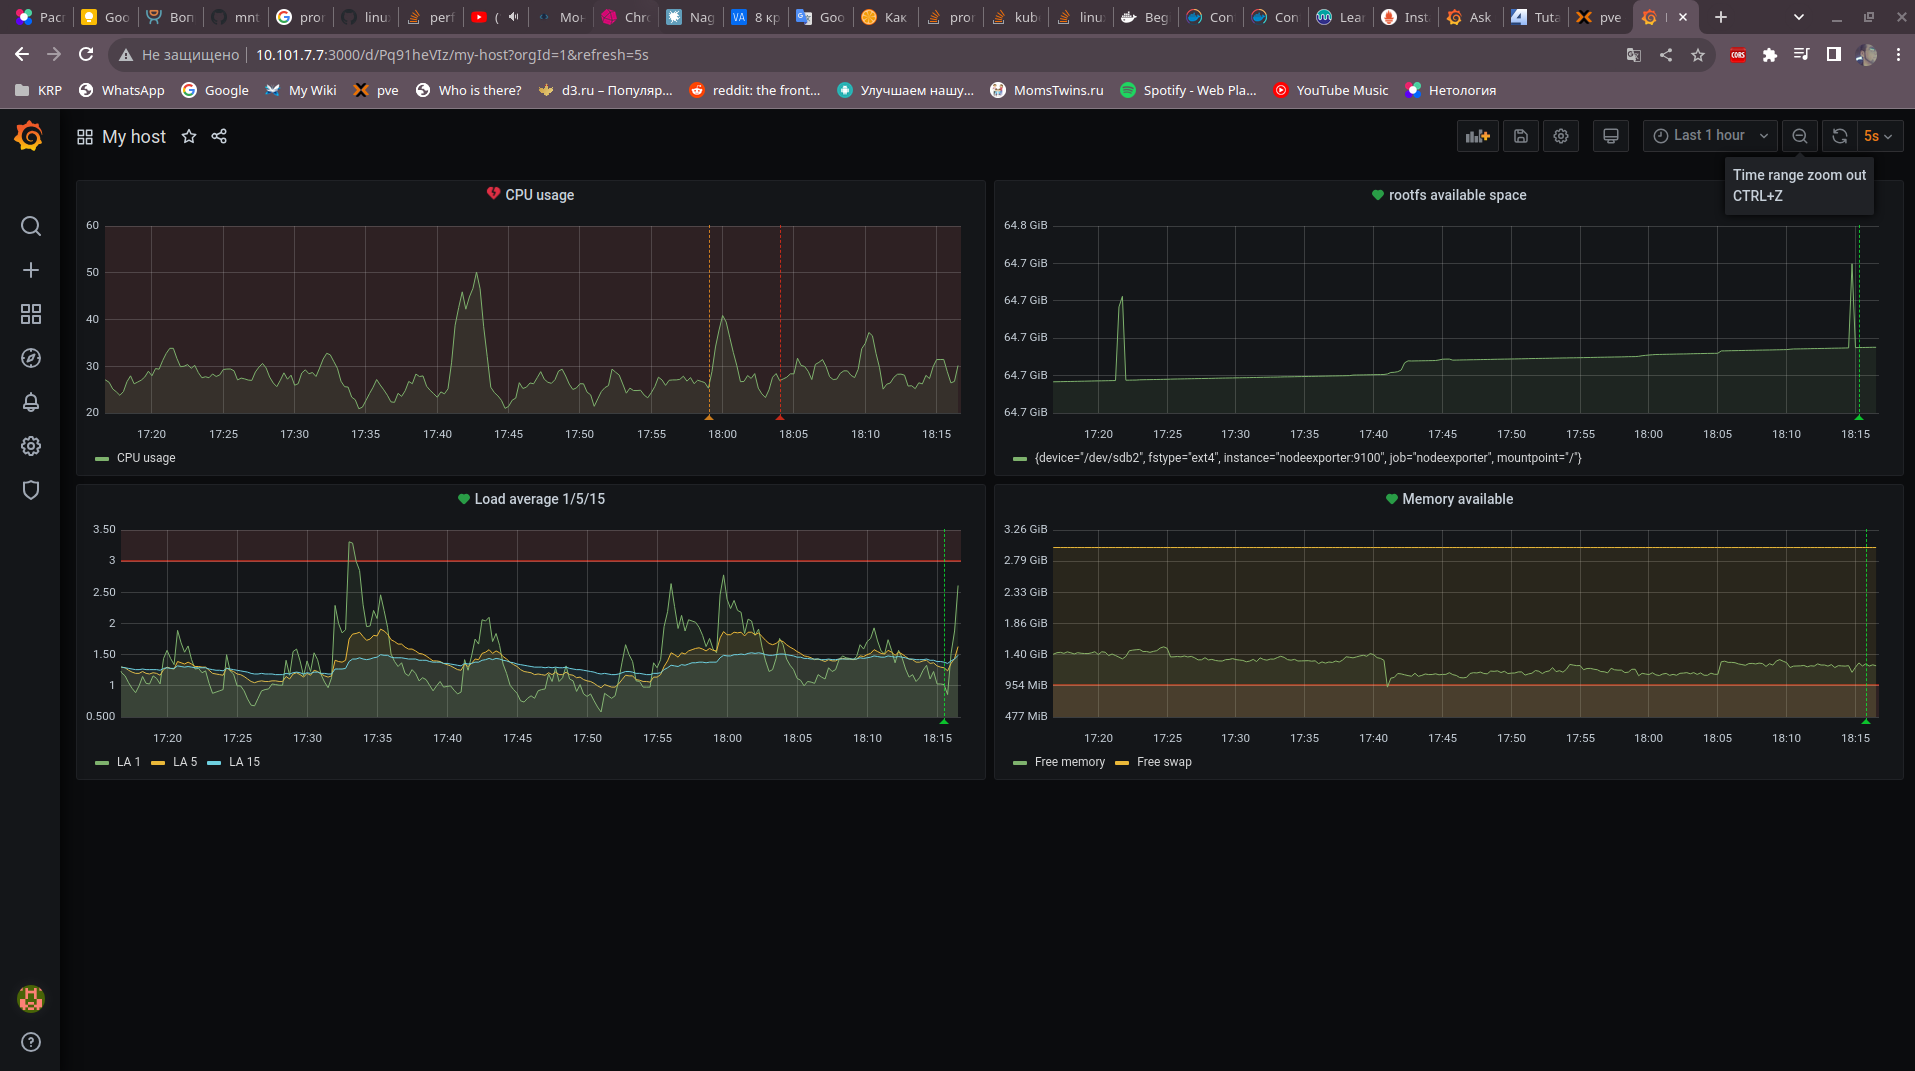 Расп
Goo
Bon
mnt
pror
linux
perf
(
Мон
Chro
Nag
8 кр
Goo
Как
pror
kub
linux
Beg
Con
Con
Lear
Inst
Ask
Tuta
pve
Не защищено 10.101.7.7:3000/d/Pq91heVIz/my-host?orgId=1&refresh=5s
CORS
KRP WhatsApp Google My Wiki pve Who is there? d3.ru – Популяр... reddit: the front... Улучшаем нашу... MomsTwins.ru Spotify - Web Pla... YouTube Music Нетология
My host
Last 1 hour
5s
Time range zoom out
CTRL+Z
CPU usage
60
50
40
30
20
17:20 17:25 17:30 17:35 17:40 17:45 17:50 17:55 18:00 18:05 18:10 18:15
CPU usage
rootfs available space
64.8 GiB
64.7 GiB
64.7 GiB
64.7 GiB
64.7 GiB
64.7 GiB
17:20 17:25 17:30 17:35 17:40 17:45 17:50 17:55 18:00 18:05 18:10 18:15
{device="/dev/sdb2", fstype="ext4", instance="nodeexporter:9100", job="nodeexporter", mountpoint="/"}
Load average 1/5/15
3.50
3
2.50
2
1.50
1
0.500
17:20 17:25 17:30 17:35 17:40 17:45 17:50 17:55 18:00 18:05 18:10 18:15
LA 1 LA 5 LA 15
Memory available
3.26 GiB
2.79 GiB
2.33 GiB
1.86 GiB
1.40 GiB
954 MiB
477 MiB
17:20 17:25 17:30 17:35 17:40 17:45 17:50 17:55 18:00 18:05 18:10 18:15
Free memory Free swap